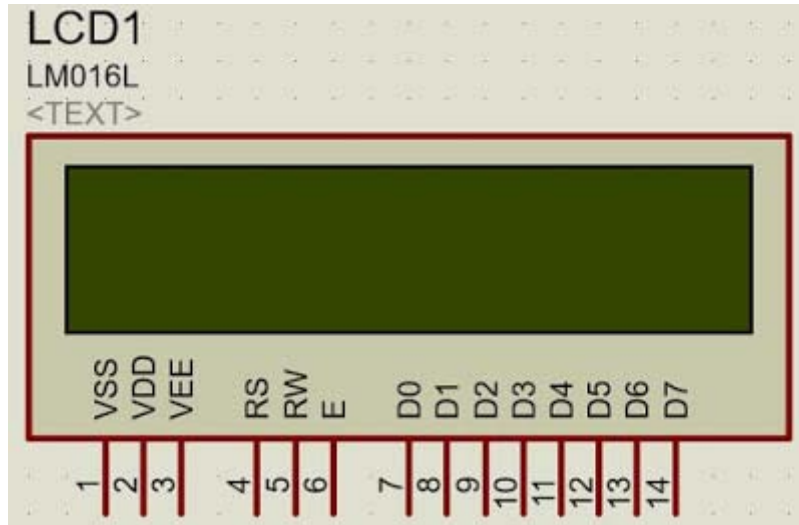 LCD1
LM016L
<TEXT>
VSS VDD VEE RS RW E D0 D1 D2 D3 D4 D5 D6 D7
1 2 3 4 5 6 7 8 9 10 11 12 13 14